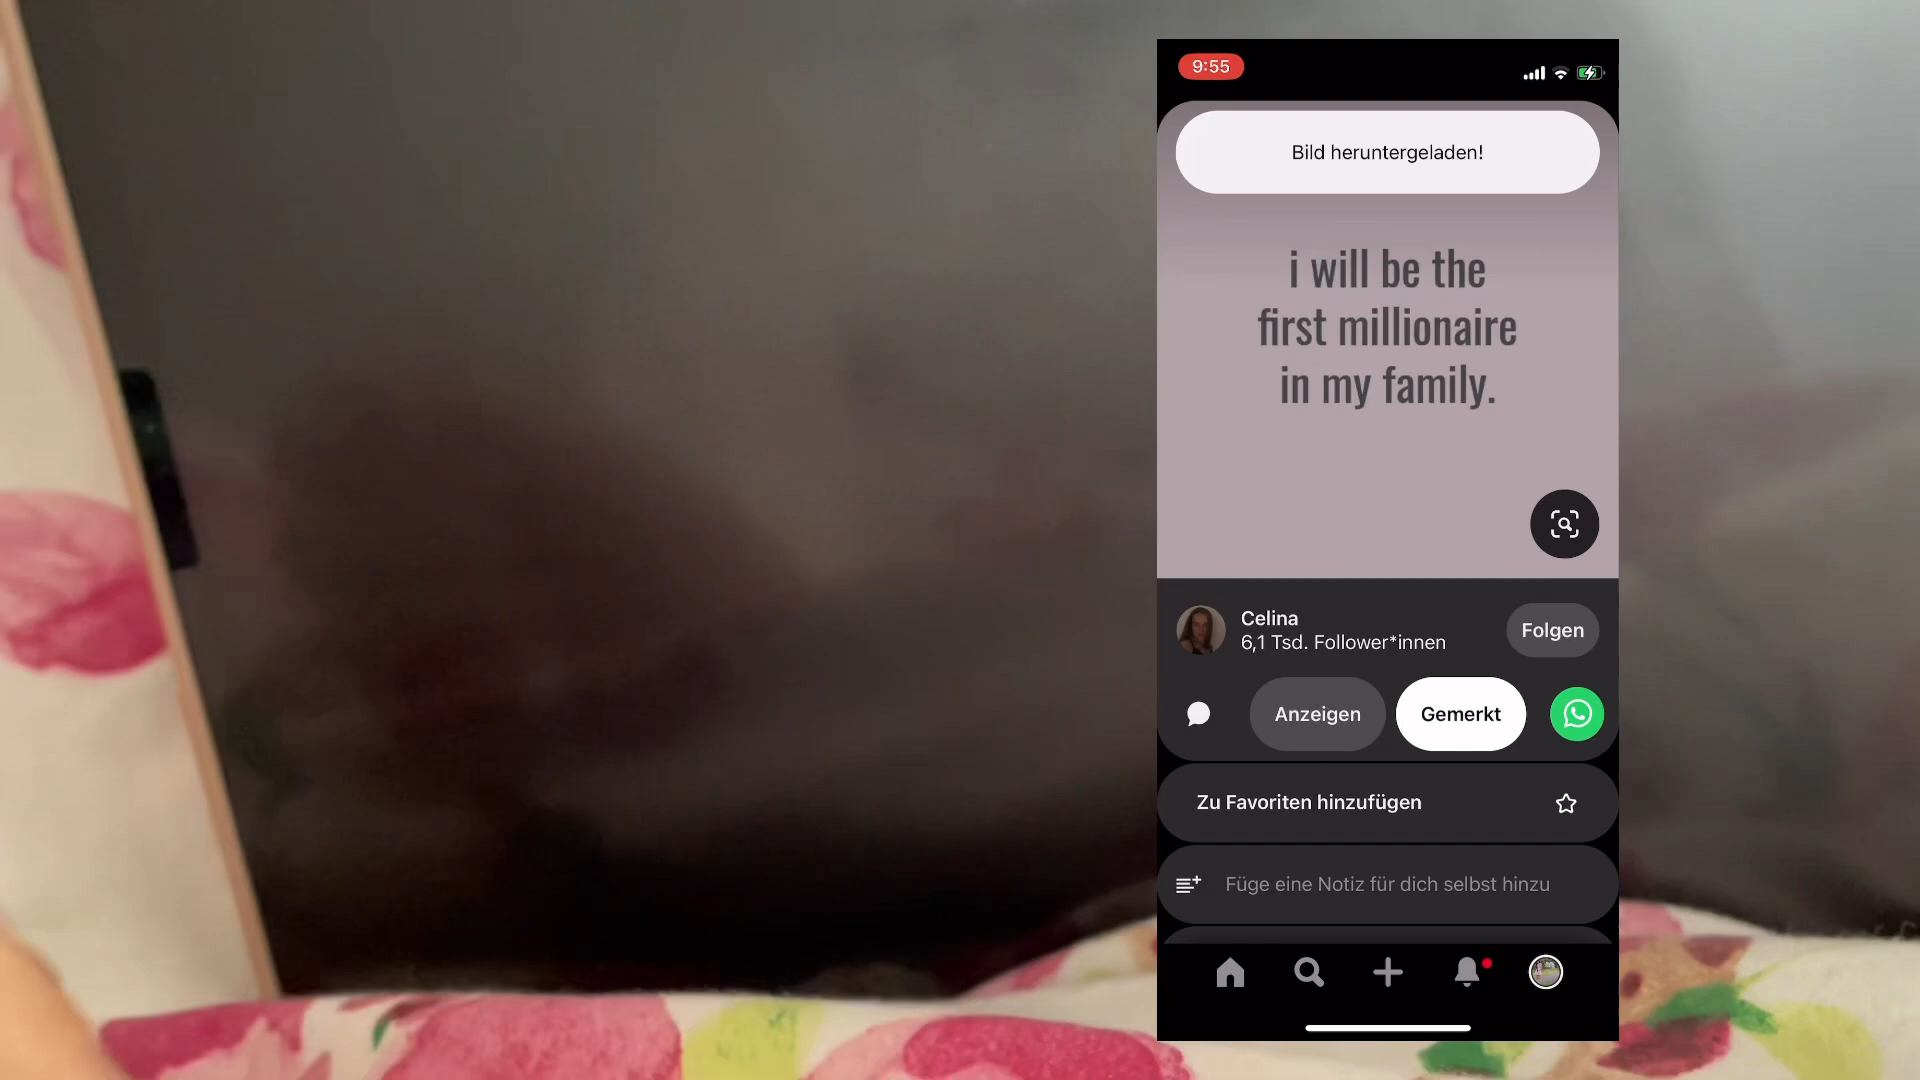 9:55
Bild heruntergeladen!
i will be the
first millionaire
in my family.
Celina
6,1 Tsd. Follower*innen
Folgen
Anzeigen
Gemerkt
Zu Favoriten hinzufügen
Füge eine Notiz für dich selbst hinzu